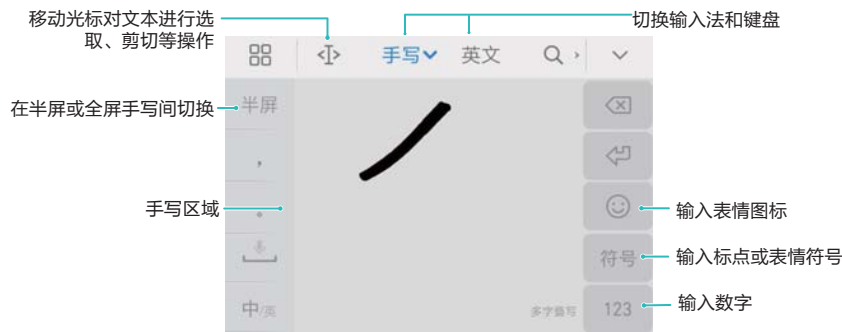 移动光标对文本进行选
取、剪切等操作
切换输入法和键盘
手写
英文
在半屏或全屏手写间切换
半屏
，
手写区域
。
输入表情图标
符号
输入标点或表情符号
中/英
多字叠写
123
输入数字